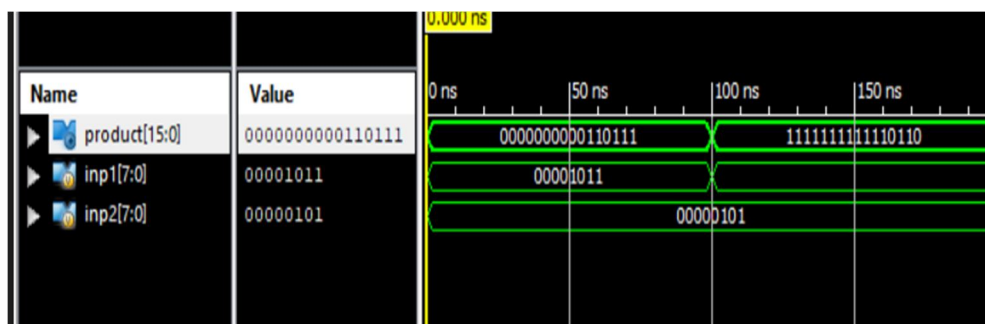 0.000 ns
Name Value 0 ns 50 ns 100 ns 150 ns
product[15:0] 0000000000110111 0000000000110111 1111111111110110
inp1[7:0] 00001011 00001011
inp2[7:0] 00000101 00000101